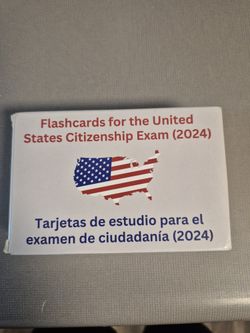 Flashcards for the United
States Citizenship Exam (2024)
Tarjetas de estudio para el
examen de ciudadanía (2024)